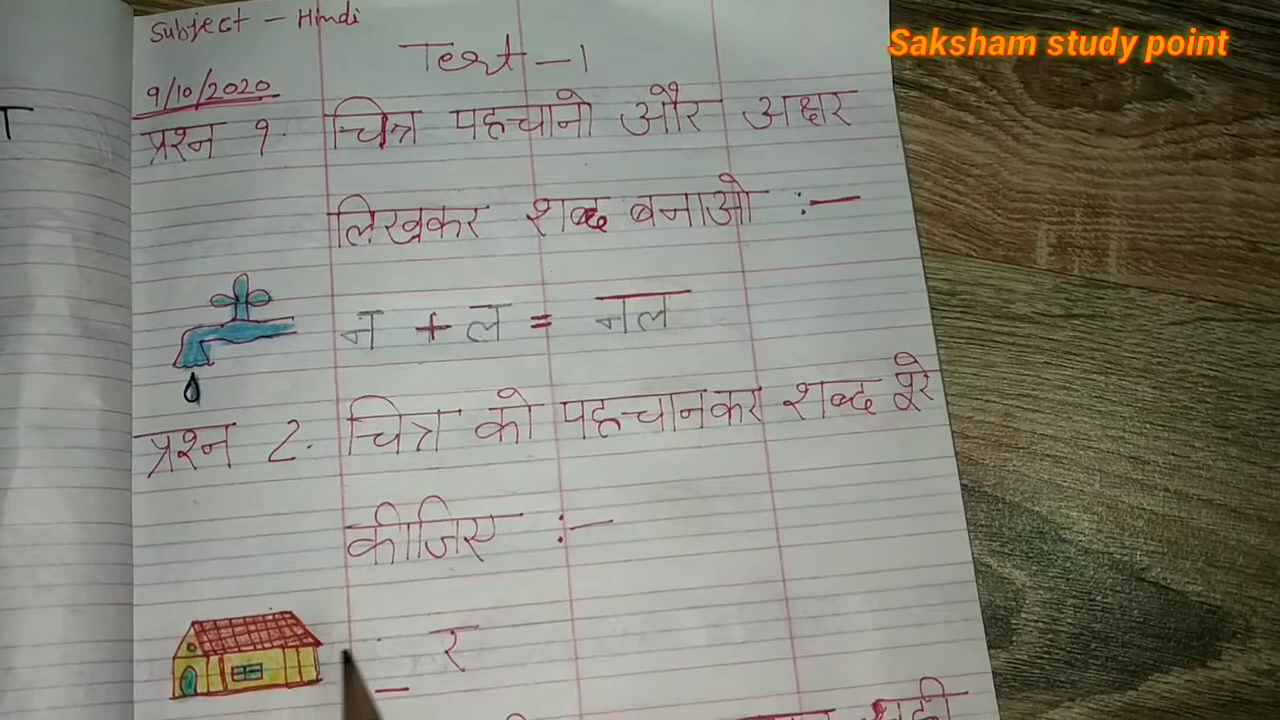 Subject - Hindi
Saksham study point
Test - 1
9/10/2020
प्रश्न १. चित्र पहचानो और अक्षर
लिखकर शब्द बनाओ :-
न + ल = नल
प्रश्न 2. चित्र को पहचानकर शब्द पूरे
कीजिए :-
_ र